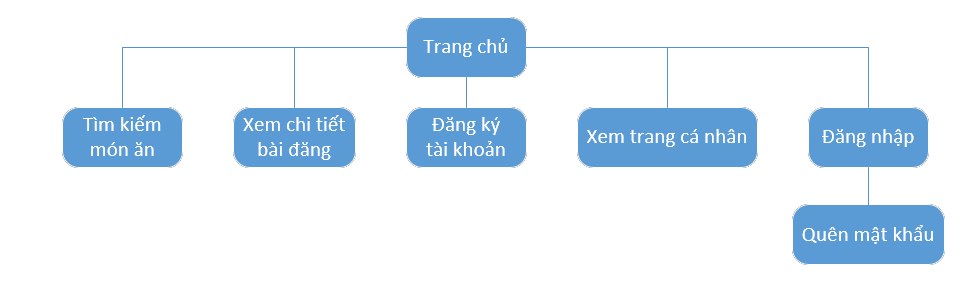 Trang chủ
Tìm kiếm
món ăn
Xem chi tiết
bài đăng
Đăng ký
tài khoản
Xem trang cá nhân
Đăng nhập
Quên mật khẩu